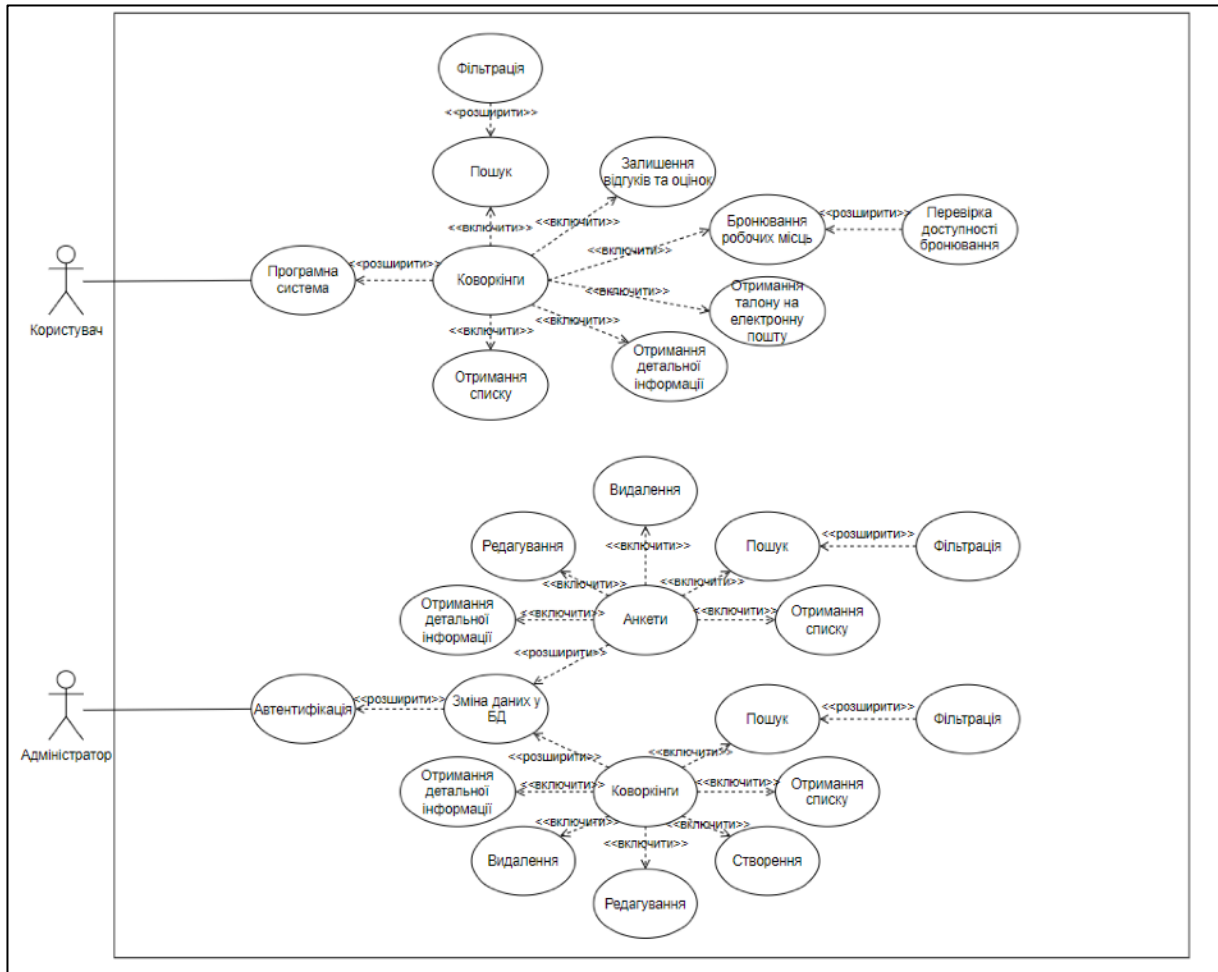 Фільтрація
<<розширити>>
Пошук
Залишення
відгуків та оцінок
<<включити>>
<<включити>>
Бронювання
робочих місць
<<розширити>>
Перевірка
доступності
бронювання
<<включити>>
Програмна
система
<<розширити>>
Коворкінги
<<включити>>
Отримання
талону на
електронну
пошту
Користувач
<<включити>>
<<включити>>
Отримання
детальної
інформації
Отримання
списку
Видалення
Редагування
<<включити>>
Пошук
<<розширити>>
Фільтрація
<<включити>>
<<включити>>
Отримання
детальної
інформації
<<включити>>
Анкети
<<включити>>
Отримання
списку
<<розширити>>
Автентифікація
<<розширити>>
Зміна даних у
БД
Пошук
<<розширити>>
Фільтрація
Адміністратор
<<розширити>>
<<включити>>
Отримання
детальної
інформації
<<включити>>
Коворкінги
<<включити>>
Отримання
списку
<<включити>>
<<включити>>
<<включити>>
Видалення
Створення
Редагування